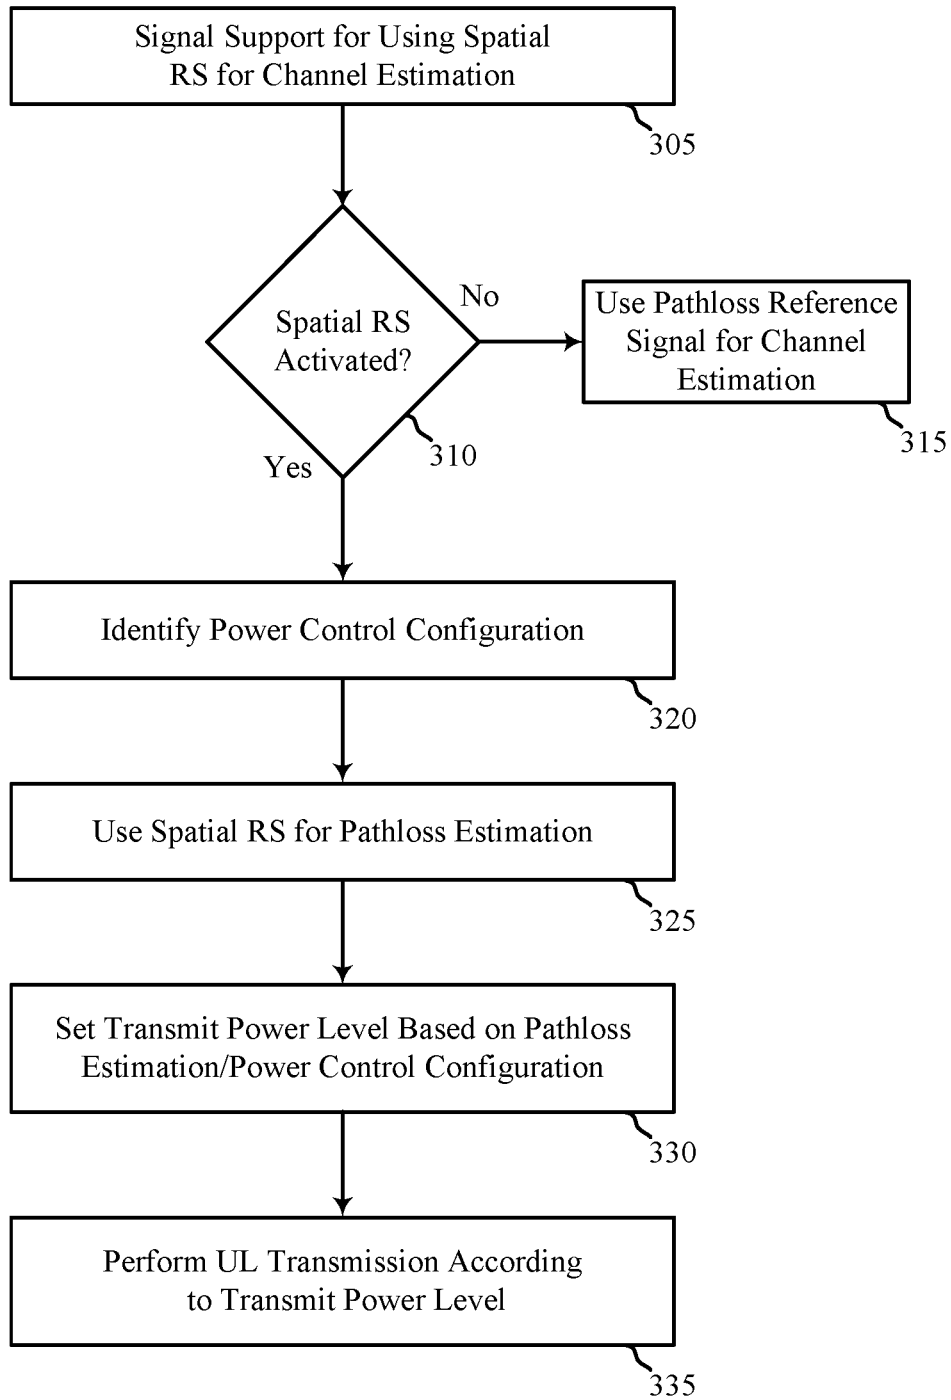 Signal Support for Using Spatial
RS for Channel Estimation
305
Spatial RS
Activated?
No
Use Pathloss Reference
Signal for Channel
Estimation
315
310
Yes
Identify Power Control Configuration
320
Use Spatial RS for Pathloss Estimation
325
Set Transmit Power Level Based on Pathloss
Estimation/Power Control Configuration
330
Perform UL Transmission According
to Transmit Power Level
335